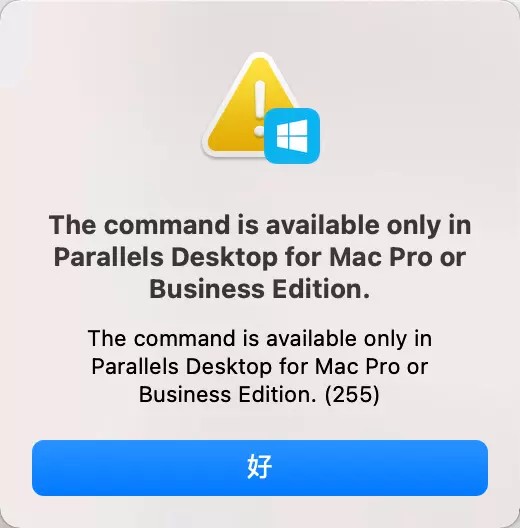 The command is available only in
Parallels Desktop for Mac Pro or
Business Edition.
The command is available only in
Parallels Desktop for Mac Pro or
Business Edition. (255)
好